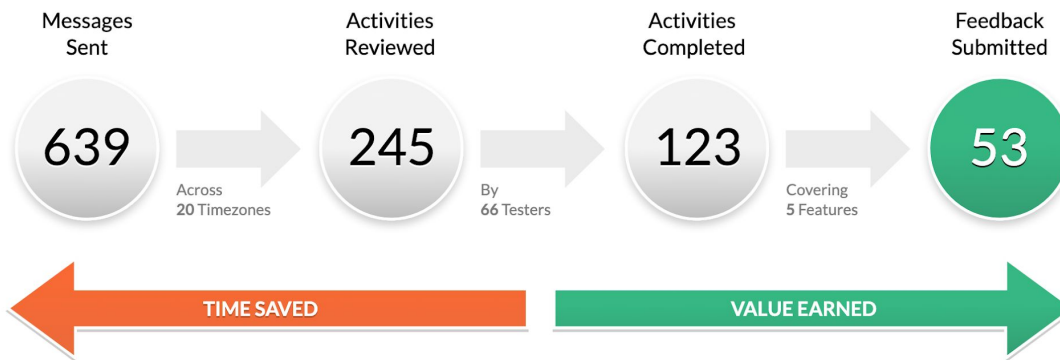 Messages
Sent
Activities
Reviewed
Activities
Completed
Feedback
Submitted
639
245
123
53
Across
20 Timezones
By
66 Testers
Covering
5 Features
TIME SAVED
VALUE EARNED